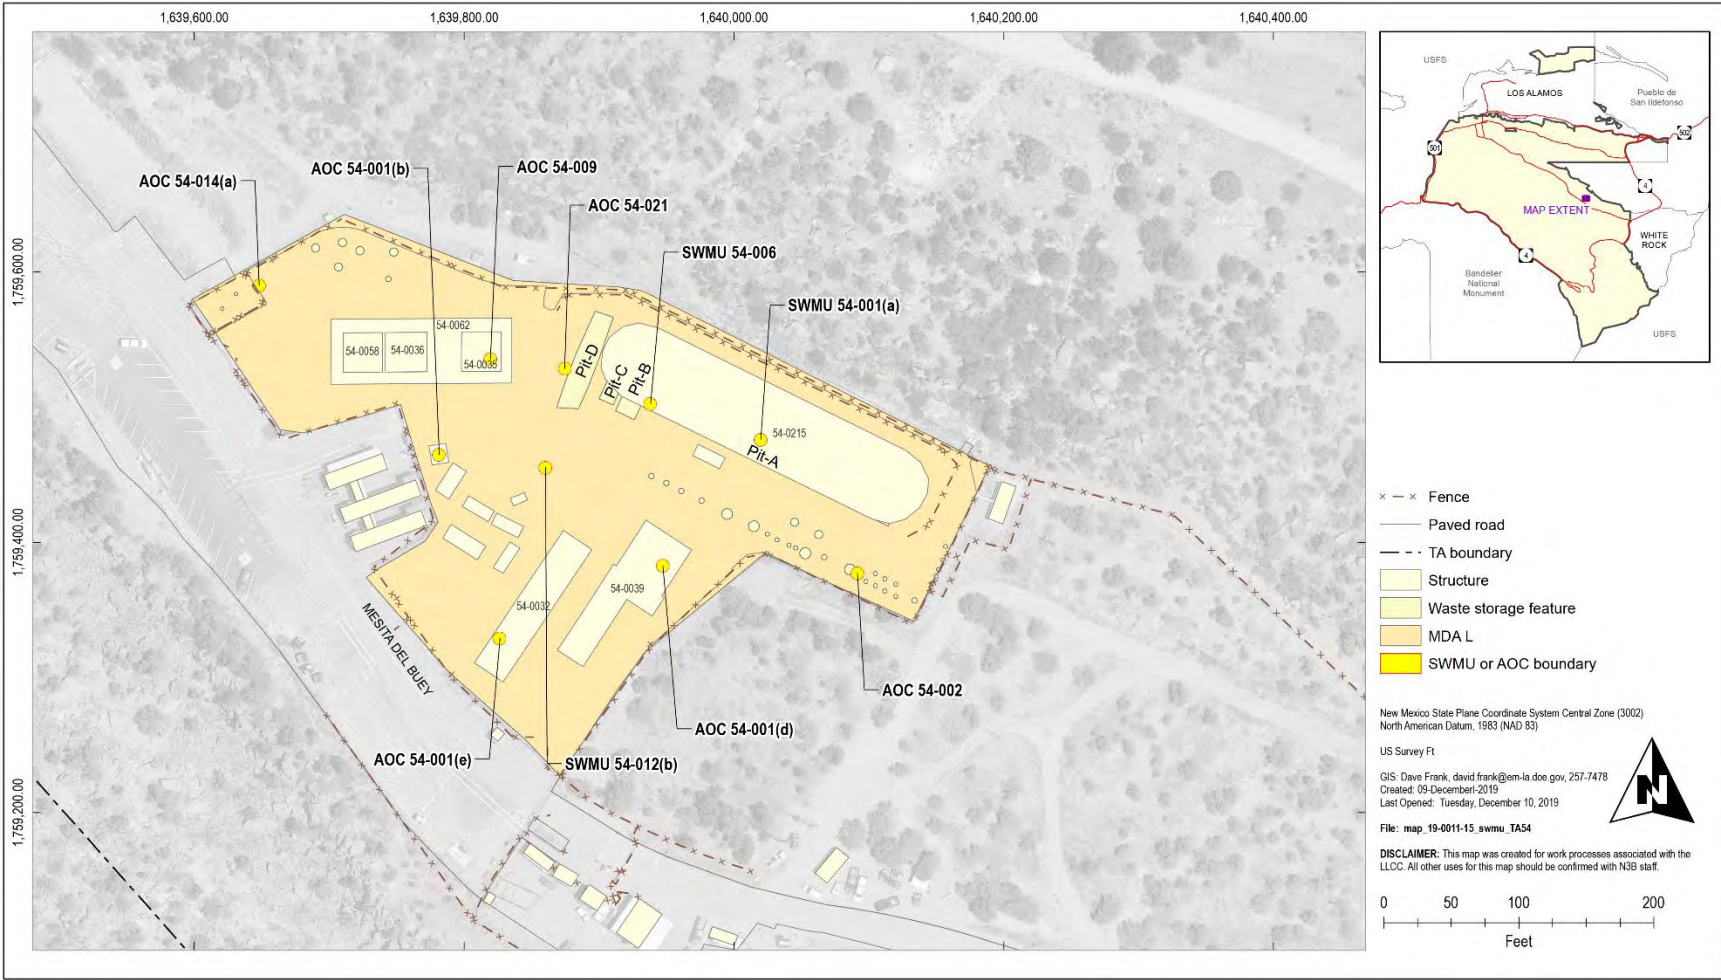 1,639,600.00
1,639,800.00
1,640,000.00
1,640,200.00
1,640,400.00
1,759,600.00
1,759,400.00
1,759,200.00
AOC 54-014(a)
AOC 54-001(b)
AOC 54-009
AOC 54-021
SWMU 54-006
SWMU 54-001(a)
54-0062
54-0058
54-0036
54-0035
Pit-D
Pit-C
Pit-B
54-0215
Pit-A
54-0032
54-0039
MESITA DEL BUEY
AOC 54-002
AOC 54-001(d)
AOC 54-001(e)
SWMU 54-012(b)
USFS
LOS ALAMOS
Pueblo de
San Ildefonso
502
501
4
MAP EXTENT
WHITE
ROCK
4
Bandelier
National
Monument
USFS
Fence
Paved road
TA boundary
Structure
Waste storage feature
MDA L
SWMU or AOC boundary
New Mexico State Plane Coordinate System Central Zone (3002)
North American Datum, 1983 (NAD 83)
US Survey Ft
GIS: Dave Frank, david.frank@em-la.doe.gov, 257-7478
Created: 09-Decemberl-2019
Last Opened: Tuesday, December 10, 2019
File: map_19-0011-15_swmu_TA54
DISCLAIMER: This map was created for work processes associated with the
LLCC. All other uses for this map should be confirmed with N3B staff.
N
0 50 100 200
Feet